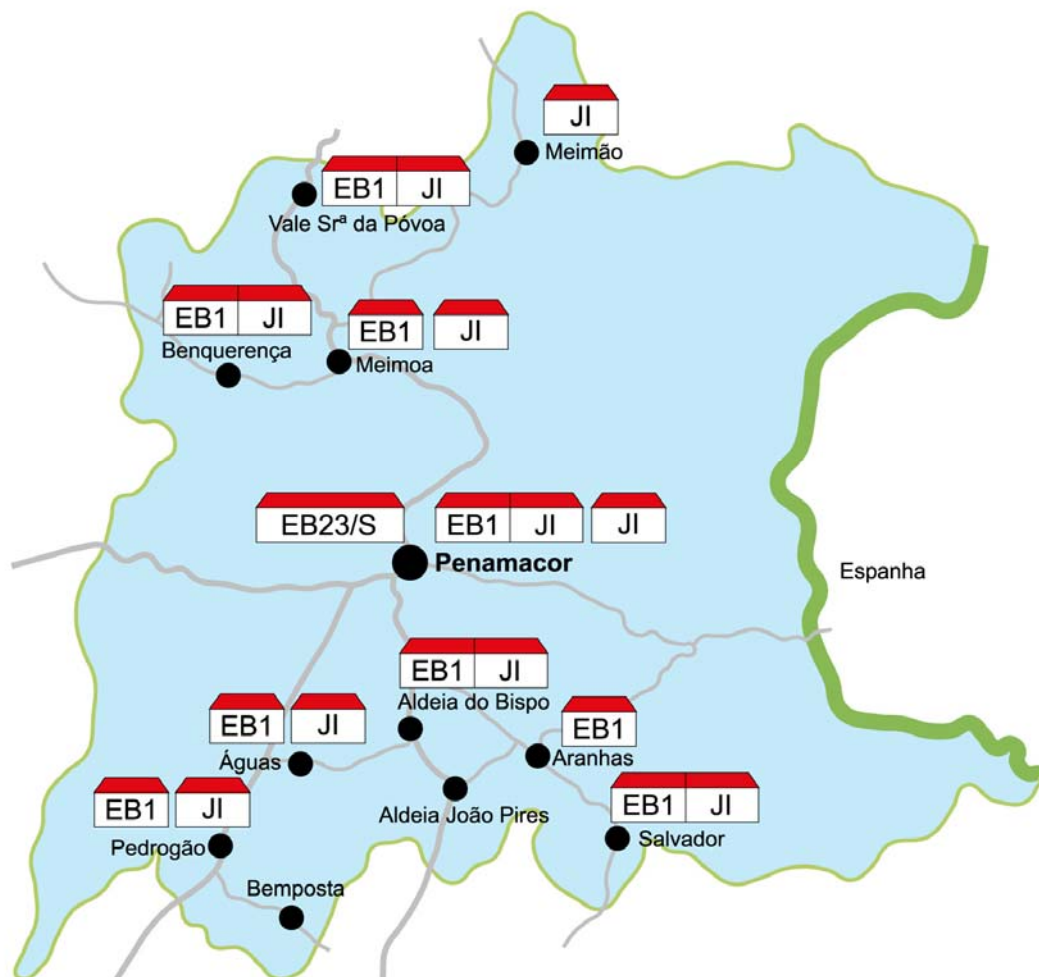 JI
Meimão
EB1 JI
Vale Srª da Póvoa
EB1 JI
Benquerença
EB1 JI
Meimoa
EB23/S EB1 JI JI
Penamacor
Espanha
EB1 JI
Aldeia do Bispo
EB1 JI
Águas
EB1
Aranhas
EB1 JI
Pedrogão
Aldeia João Pires
EB1 JI
Salvador
Bemposta